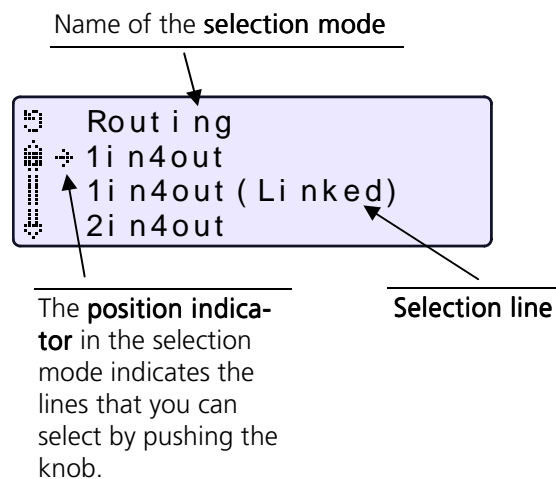 Name of the selection mode
Routing
1in4out
1in4out(Linked)
2in4out
The position indica-
tor in the selection
mode indicates the
lines that you can
select by pushing the
knob.
Selection line